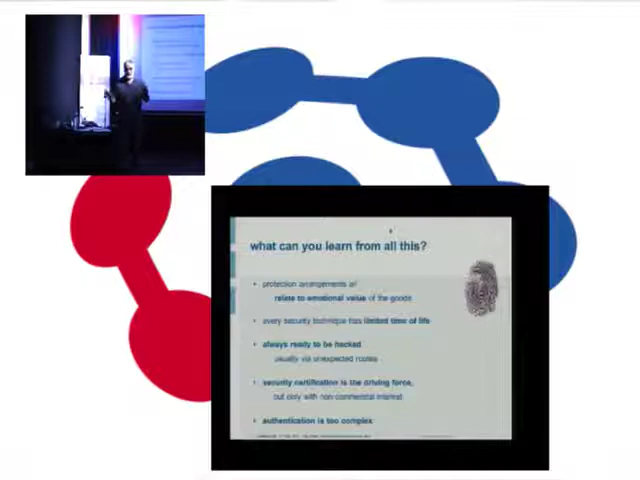 what can you learn from all this?
• protection arrangements
relate to emotional value of the goods
• every security technique has limited time of life
• always ready to be hacked
usually via unexpected routes
• security certification is the driving force,
but only with non commercial interest
• authentication is too complex